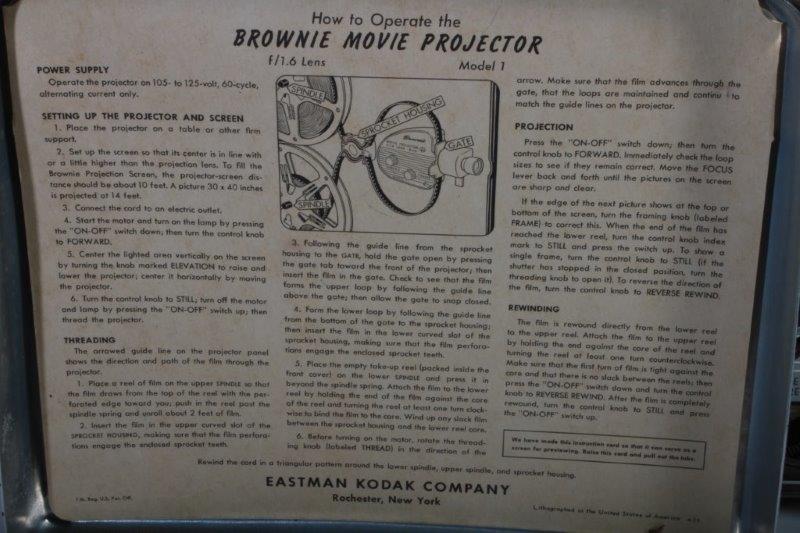 How to Operate the
BROWNIE MOVIE PROJECTOR
f/1.6 Lens
Model 1
POWER SUPPLY
Operate the projector on 105- to 125-volt, 60-cycle,
alternating current only.
SETTING UP THE PROJECTOR AND SCREEN
1. Place the projector on a table or other firm
support.
2. Set up the screen so that its center is in line with
or a little higher than the projection lens. To fill the
Brownie Projection Screen, the projector-screen dis-
tance should be about 10 feet. A picture 30 x 40 inches
is projected at 14 feet.
3. Connect the cord to an electric outlet.
4. Start the motor and turn on the lamp by pressing
the "ON-OFF" switch down; then turn the control knob
to FORWARD.
5. Center the lighted area vertically on the screen
by turning the knob marked ELEVATION to raise and
lower the projector; center it horizontally by moving
the projector.
6. Turn the control knob to STILL; turn off the motor
and lamp by pressing the "ON-OFF" switch up; then
thread the projector.
THREADING
The arrowed guide line on the projector panel
shows the direction and path of the film through the
projector.
1. Place a reel of film on the upper SPINDLE so that
the film draws from the top of the reel with the per-
forated edge toward you; push in the reel past the
spindle spring and unroll about 2 feet of film.
2. Insert the film in the upper curved slot of the
SPROCKET HOUSING, making sure that the film perfora-
tions engage the enclosed sprocket teeth.
SPINDLE
SPROCKET HOUSING
GATE
SPINDLE
3. Following the guide line from the sprocket
housing to the GATE, hold the gate open by pressing
the gate tab toward the front of the projector; then
insert the film in the gate. Check to see that the film
forms the upper loop by following the guide line
above the gate; then allow the gate to snap closed.
4. Form the lower loop by following the guide line
from the bottom of the gate to the sprocket housing;
then insert the film in the lower curved slot of the
sprocket housing, making sure that the film perfora-
tions engage the enclosed sprocket teeth.
5. Place the empty take-up reel (packed inside the
front cover) on the lower SPINDLE and press it in
beyond the spindle spring. Attach the film to the lower
reel by holding the end of the film against the core
of the reel and turning the reel at least one turn clock-
wise to bind the film to the core. Wind up any slack film
between the sprocket housing and the lower reel core.
6. Before turning on the motor, rotate the thread-
ing knob (labeled THREAD) in the direction of the
arrow. Make sure that the film advances through the
gate, that the loops are maintained and continue to
match the guide lines on the projector.
PROJECTION
Press the "ON-OFF" switch down; then turn the
control knob to FORWARD. Immediately check the loop
sizes to see if they remain correct. Move the FOCUS
lever back and forth until the pictures on the screen
are sharp and clear.
If the edge of the next picture shows at the top or
bottom of the screen, turn the framing knob (labeled
FRAME) to correct this. When the end of the film has
reached the lower reel, turn the control knob index
mark to STILL and press the switch up. To show a
single frame, turn the control knob to STILL (if the
shutter has stopped in the closed position, turn the
threading knob to open it). To reverse the direction of
the film, turn the control knob to REVERSE REWIND.
REWINDING
The film is rewound directly from the lower reel
to the upper reel. Attach the film to the upper reel
by holding the end against the core of the reel and
turning the reel at least one turn counterclockwise.
Make sure that the first turn of film is tight against the
core and that there is no slack between the reels; then
press the "ON-OFF" switch down and turn the control
knob to REVERSE REWIND. After the film is completely
rewound, turn the control knob to STILL and press
the "ON-OFF" switch up.
We have made this instruction card so that it can serve as a
screen for previewing. Raise this card and pull out the tabs.
Rewind the cord in a triangular pattern around the lower spindle, upper spindle, and sprocket housing.
EASTMAN KODAK COMPANY
Rochester, New York
T.M. Reg. U.S. Pat. Off.
Lithographed in the United States of America